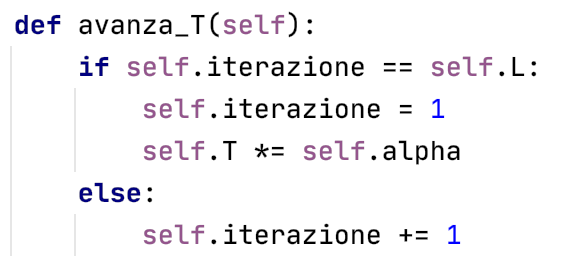 def avanza_T(self):
    if self.iterazione == self.L:
        self.iterazione = 1
        self.T *= self.alpha
    else:
        self.iterazione += 1